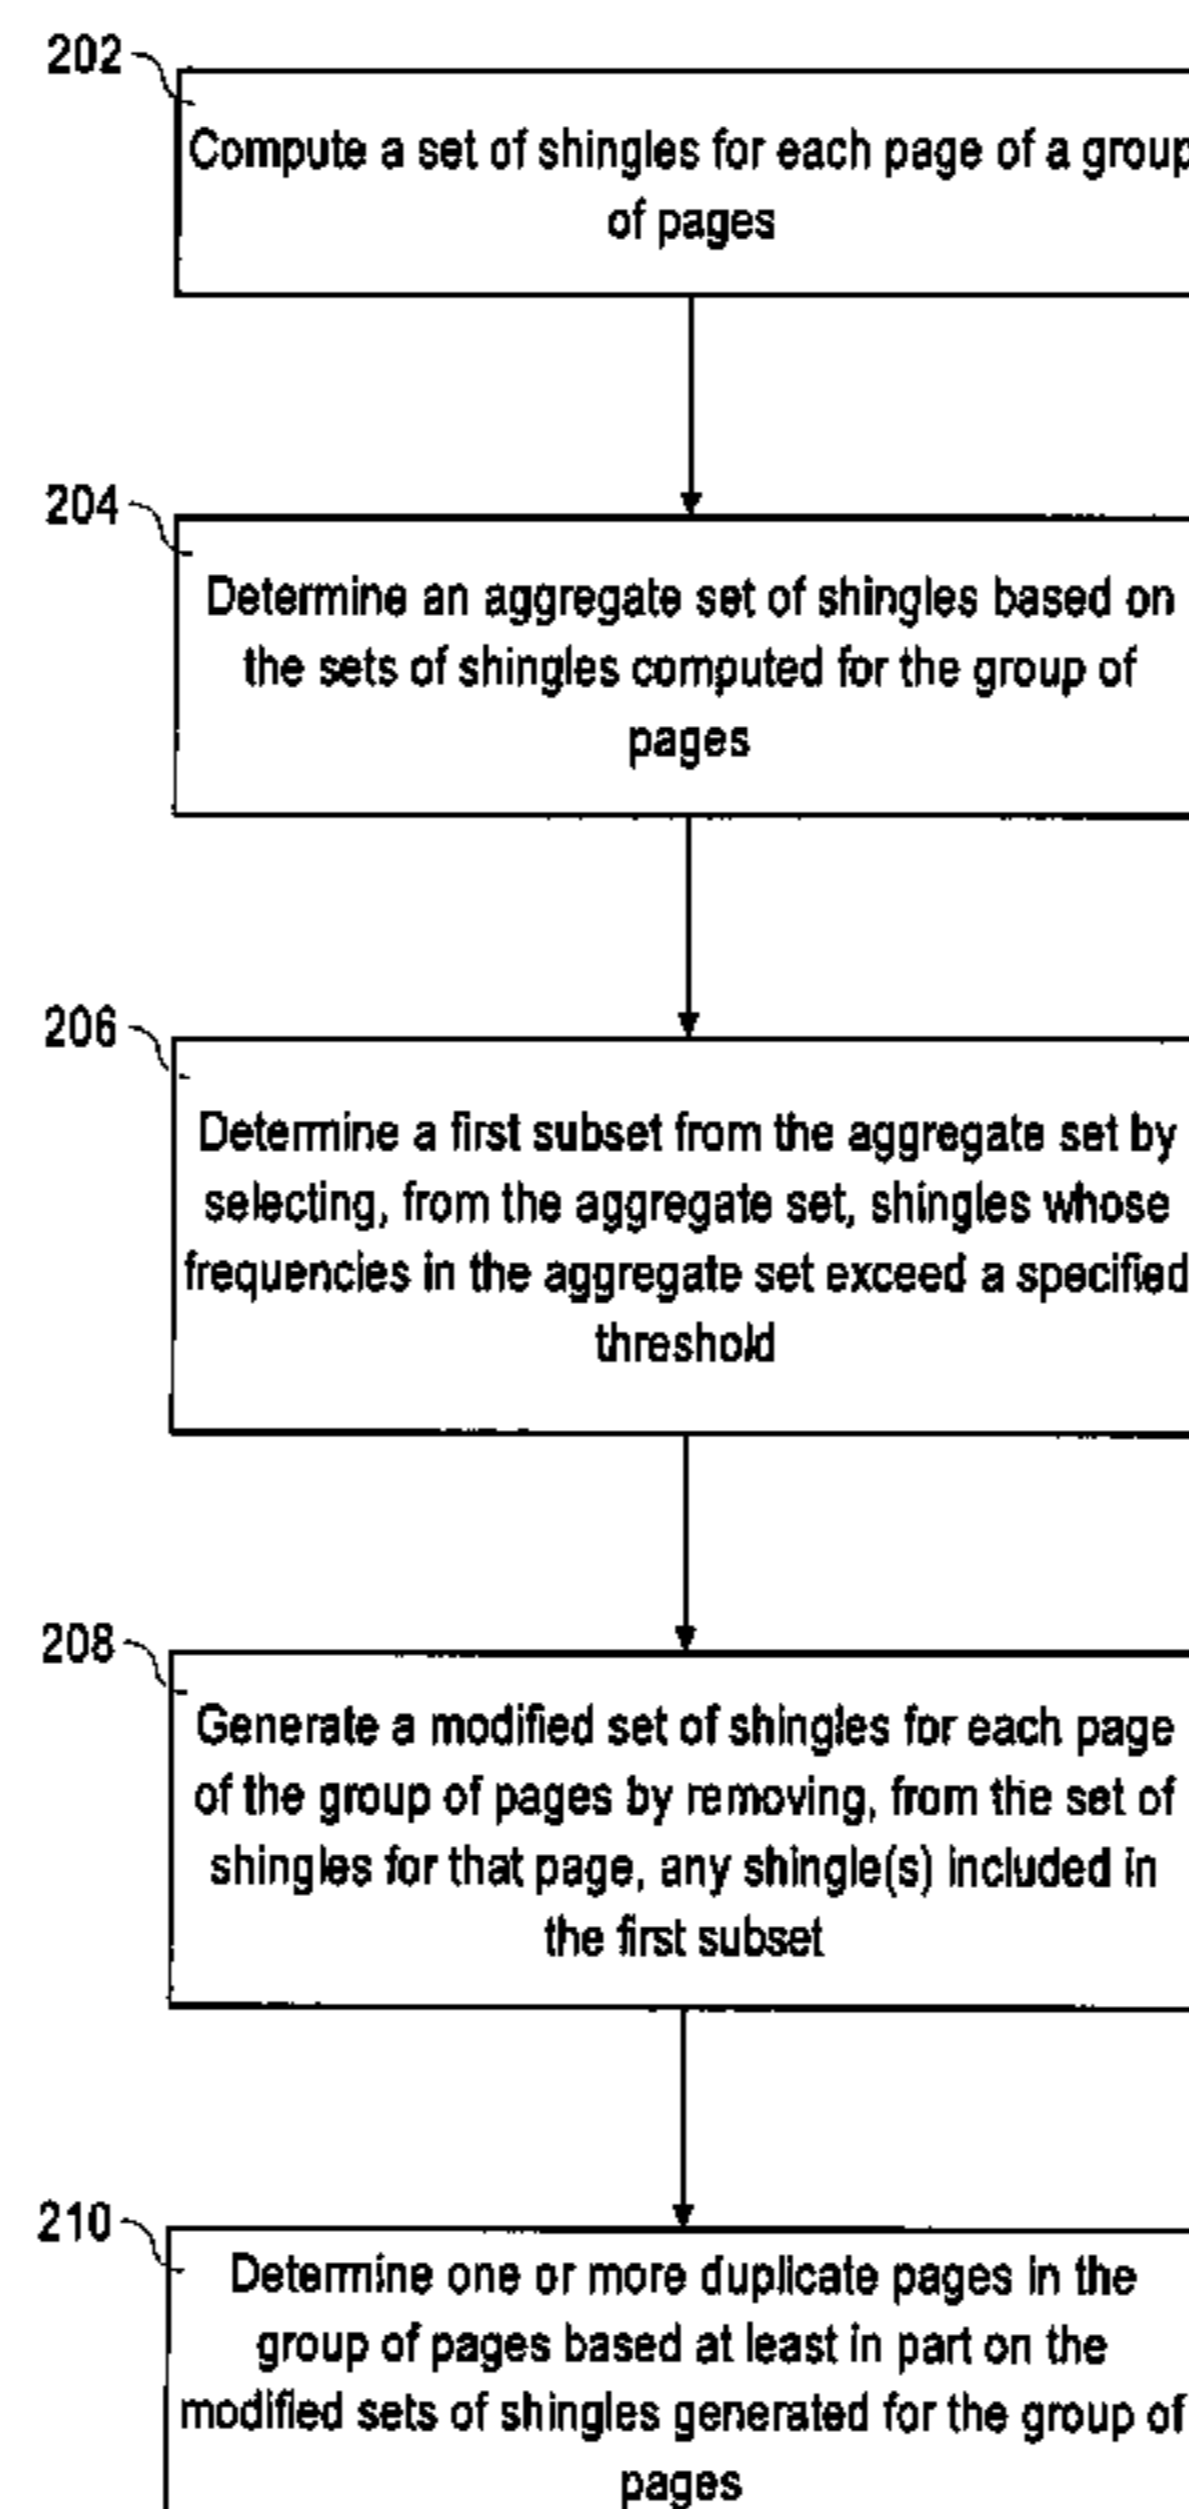 202
Compute a set of shingles for each page of a group
of pages
204
Determine an aggregate set of shingles based on
the sets of shingles computed for the group of
pages
206
Determine a first subset from the aggregate set by
selecting, from the aggregate set, shingles whose
frequencies in the aggregate set exceed a specified
threshold
208
Generate a modified set of shingles for each page
of the group of pages by removing, from the set of
shingles for that page, any shingle(s) included in
the first subset
210
Determine one or more duplicate pages in the
group of pages based at least in part on the
modified sets of shingles generated for the group of
pages